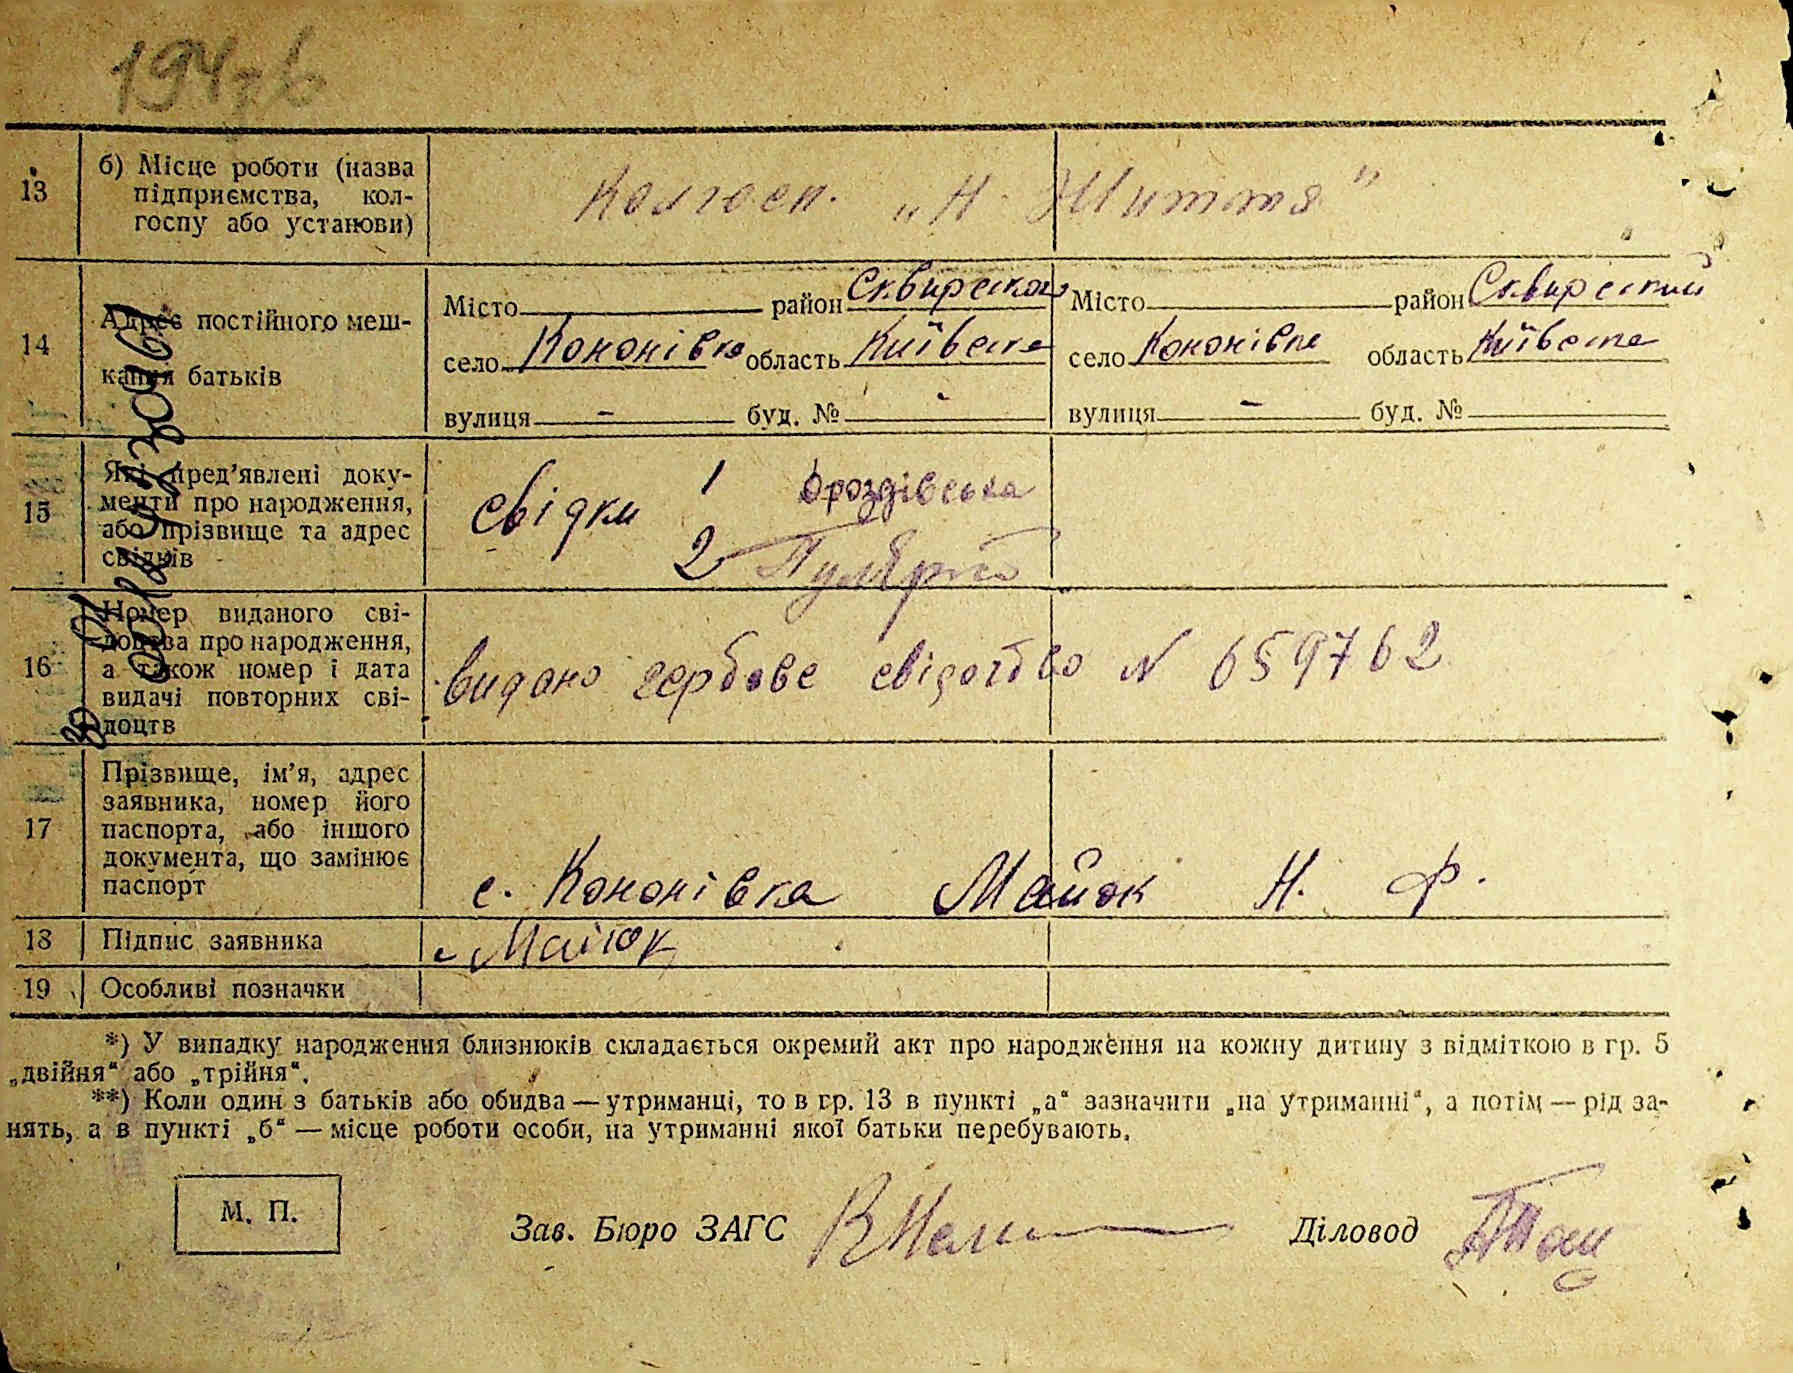 13
б) Місце роботи (назва
підприємства, кол-
госпу або установи)
Колгосп. „Н. Життя"
14
Адрес постійного меш-
кання батьків
Місто район Сквирськ Місто район Сквирський
село Кононівка область Київська село Кононівка область Київська
вулиця - буд. № - вулиця - буд. №
15
Які пред'явлені доку-
менти про народження,
або прізвище та адрес
свідків
свідки 1 Дроздівська
2
16
Номер виданого сві-
доцтва про народження,
а також номер і дата
видачі повторних сві-
доцтв
видано гербове свідоцтво N 659762
17
Прізвище, ім'я, адрес
заявника, номер його
паспорта, або іншого
документа, що замінює
паспорт
с. Кононівка Майок Н. Ф.
18 Підпис заявника Майок
19 Особливі позначки
*) У випадку народження близнюків складається окремий акт про народження на кожну дитину з відміткою в гр. 5
„двійня" або „трійня".
**) Коли один з батьків або обидва — утриманці, то в гр. 13 в пункті „а" зазначити „на утриманні", а потім — рід за-
нять, а в пункті „б" — місце роботи особи, на утриманні якої батьки перебувають.
М. П.
Зав. Бюро ЗАГС
Діловод